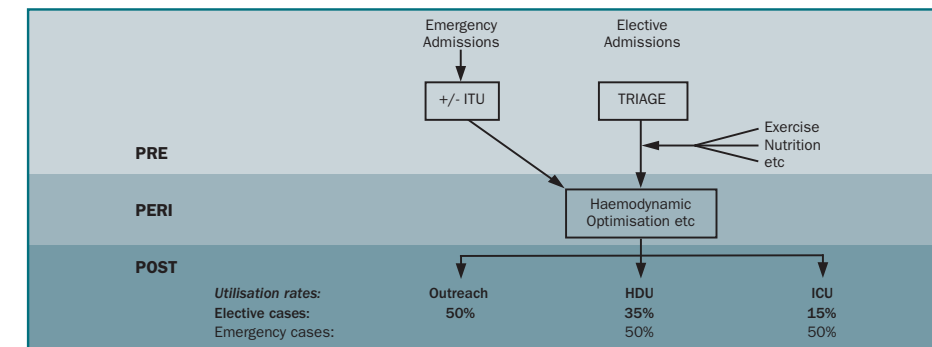 Emergency
Admissions
Elective
Admissions
+/- ITU
TRIAGE
Exercise
Nutrition
etc
PRE
PERI
Haemodynamic
Optimisation etc
POST
Utilisation rates: Outreach HDU ICU
Elective cases: 50% 35% 15%
Emergency cases: 50% 50%